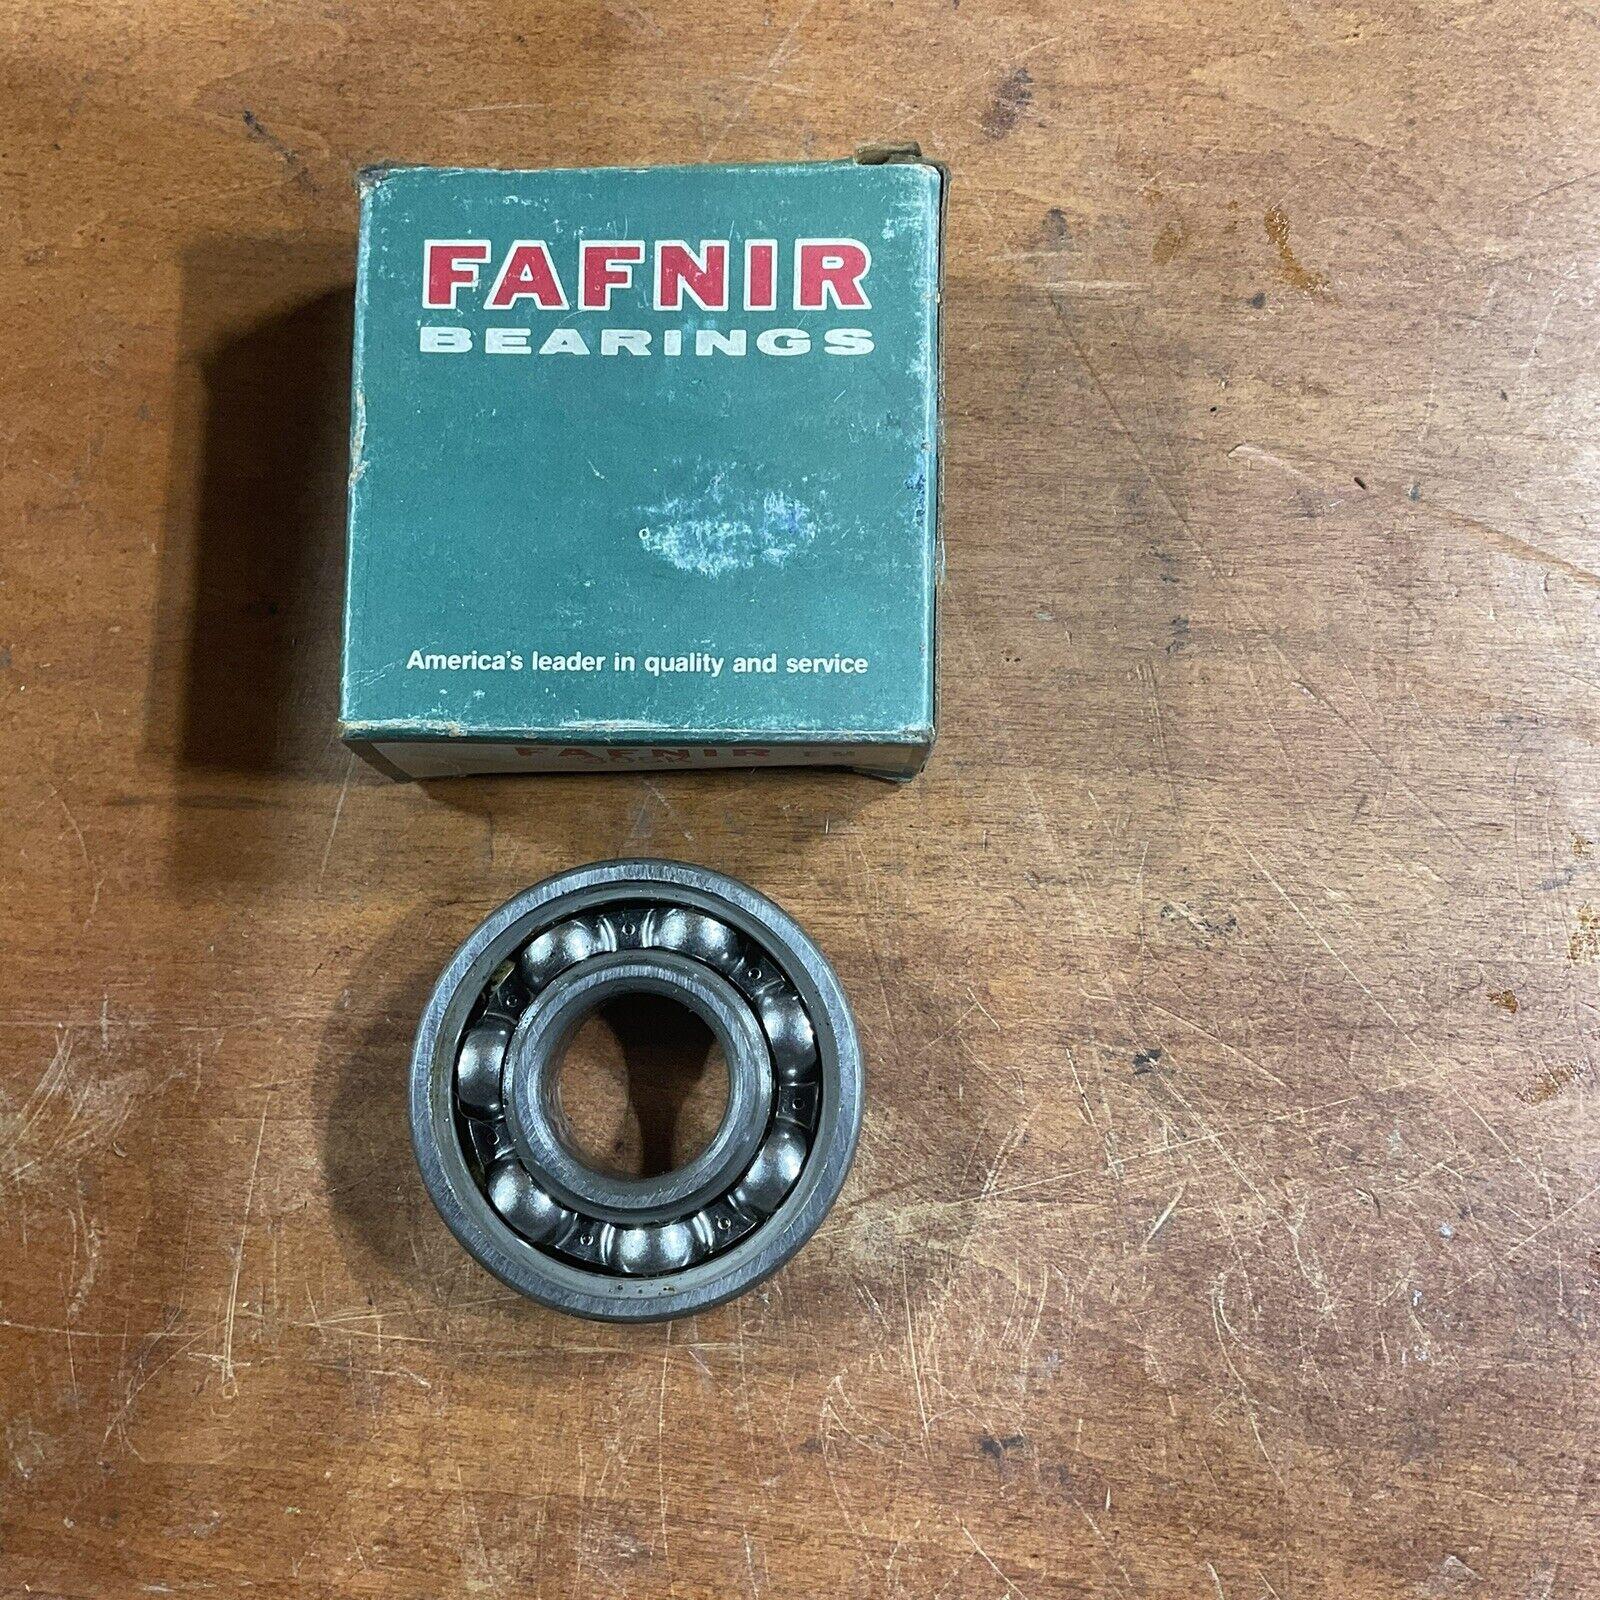 FAFNIR
BEARINGS
America's leader in quality and service
FAFNIR